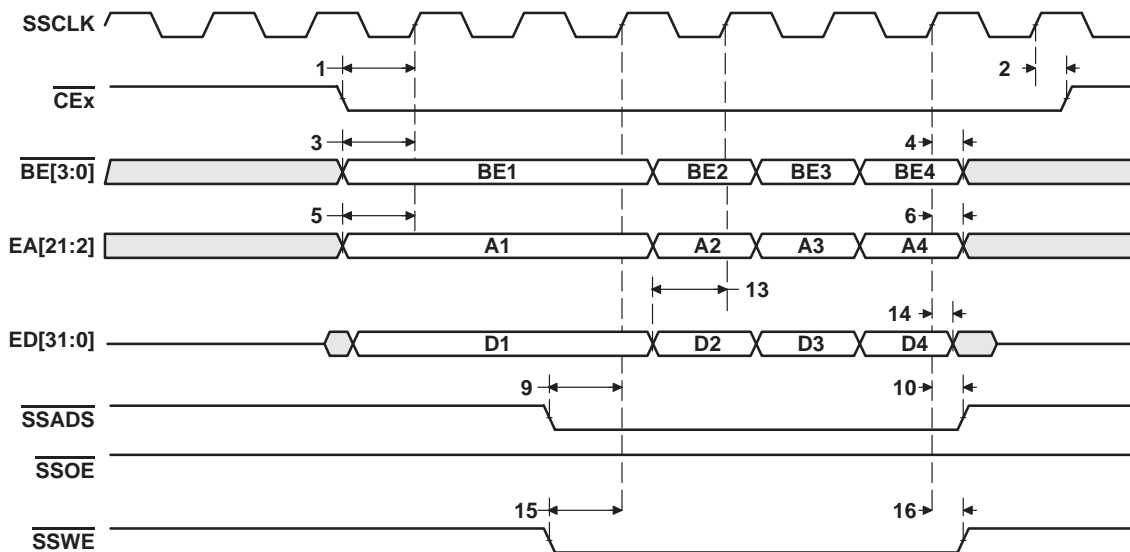 SSCLK
1
2
CEx
3
4
BE[3:0]
BE1
BE2
BE3
BE4
5
6
EA[21:2]
A1
A2
A3
A4
13
14
ED[31:0]
D1
D2
D3
D4
9
10
SSADS
SSOE
15
16
SSWE